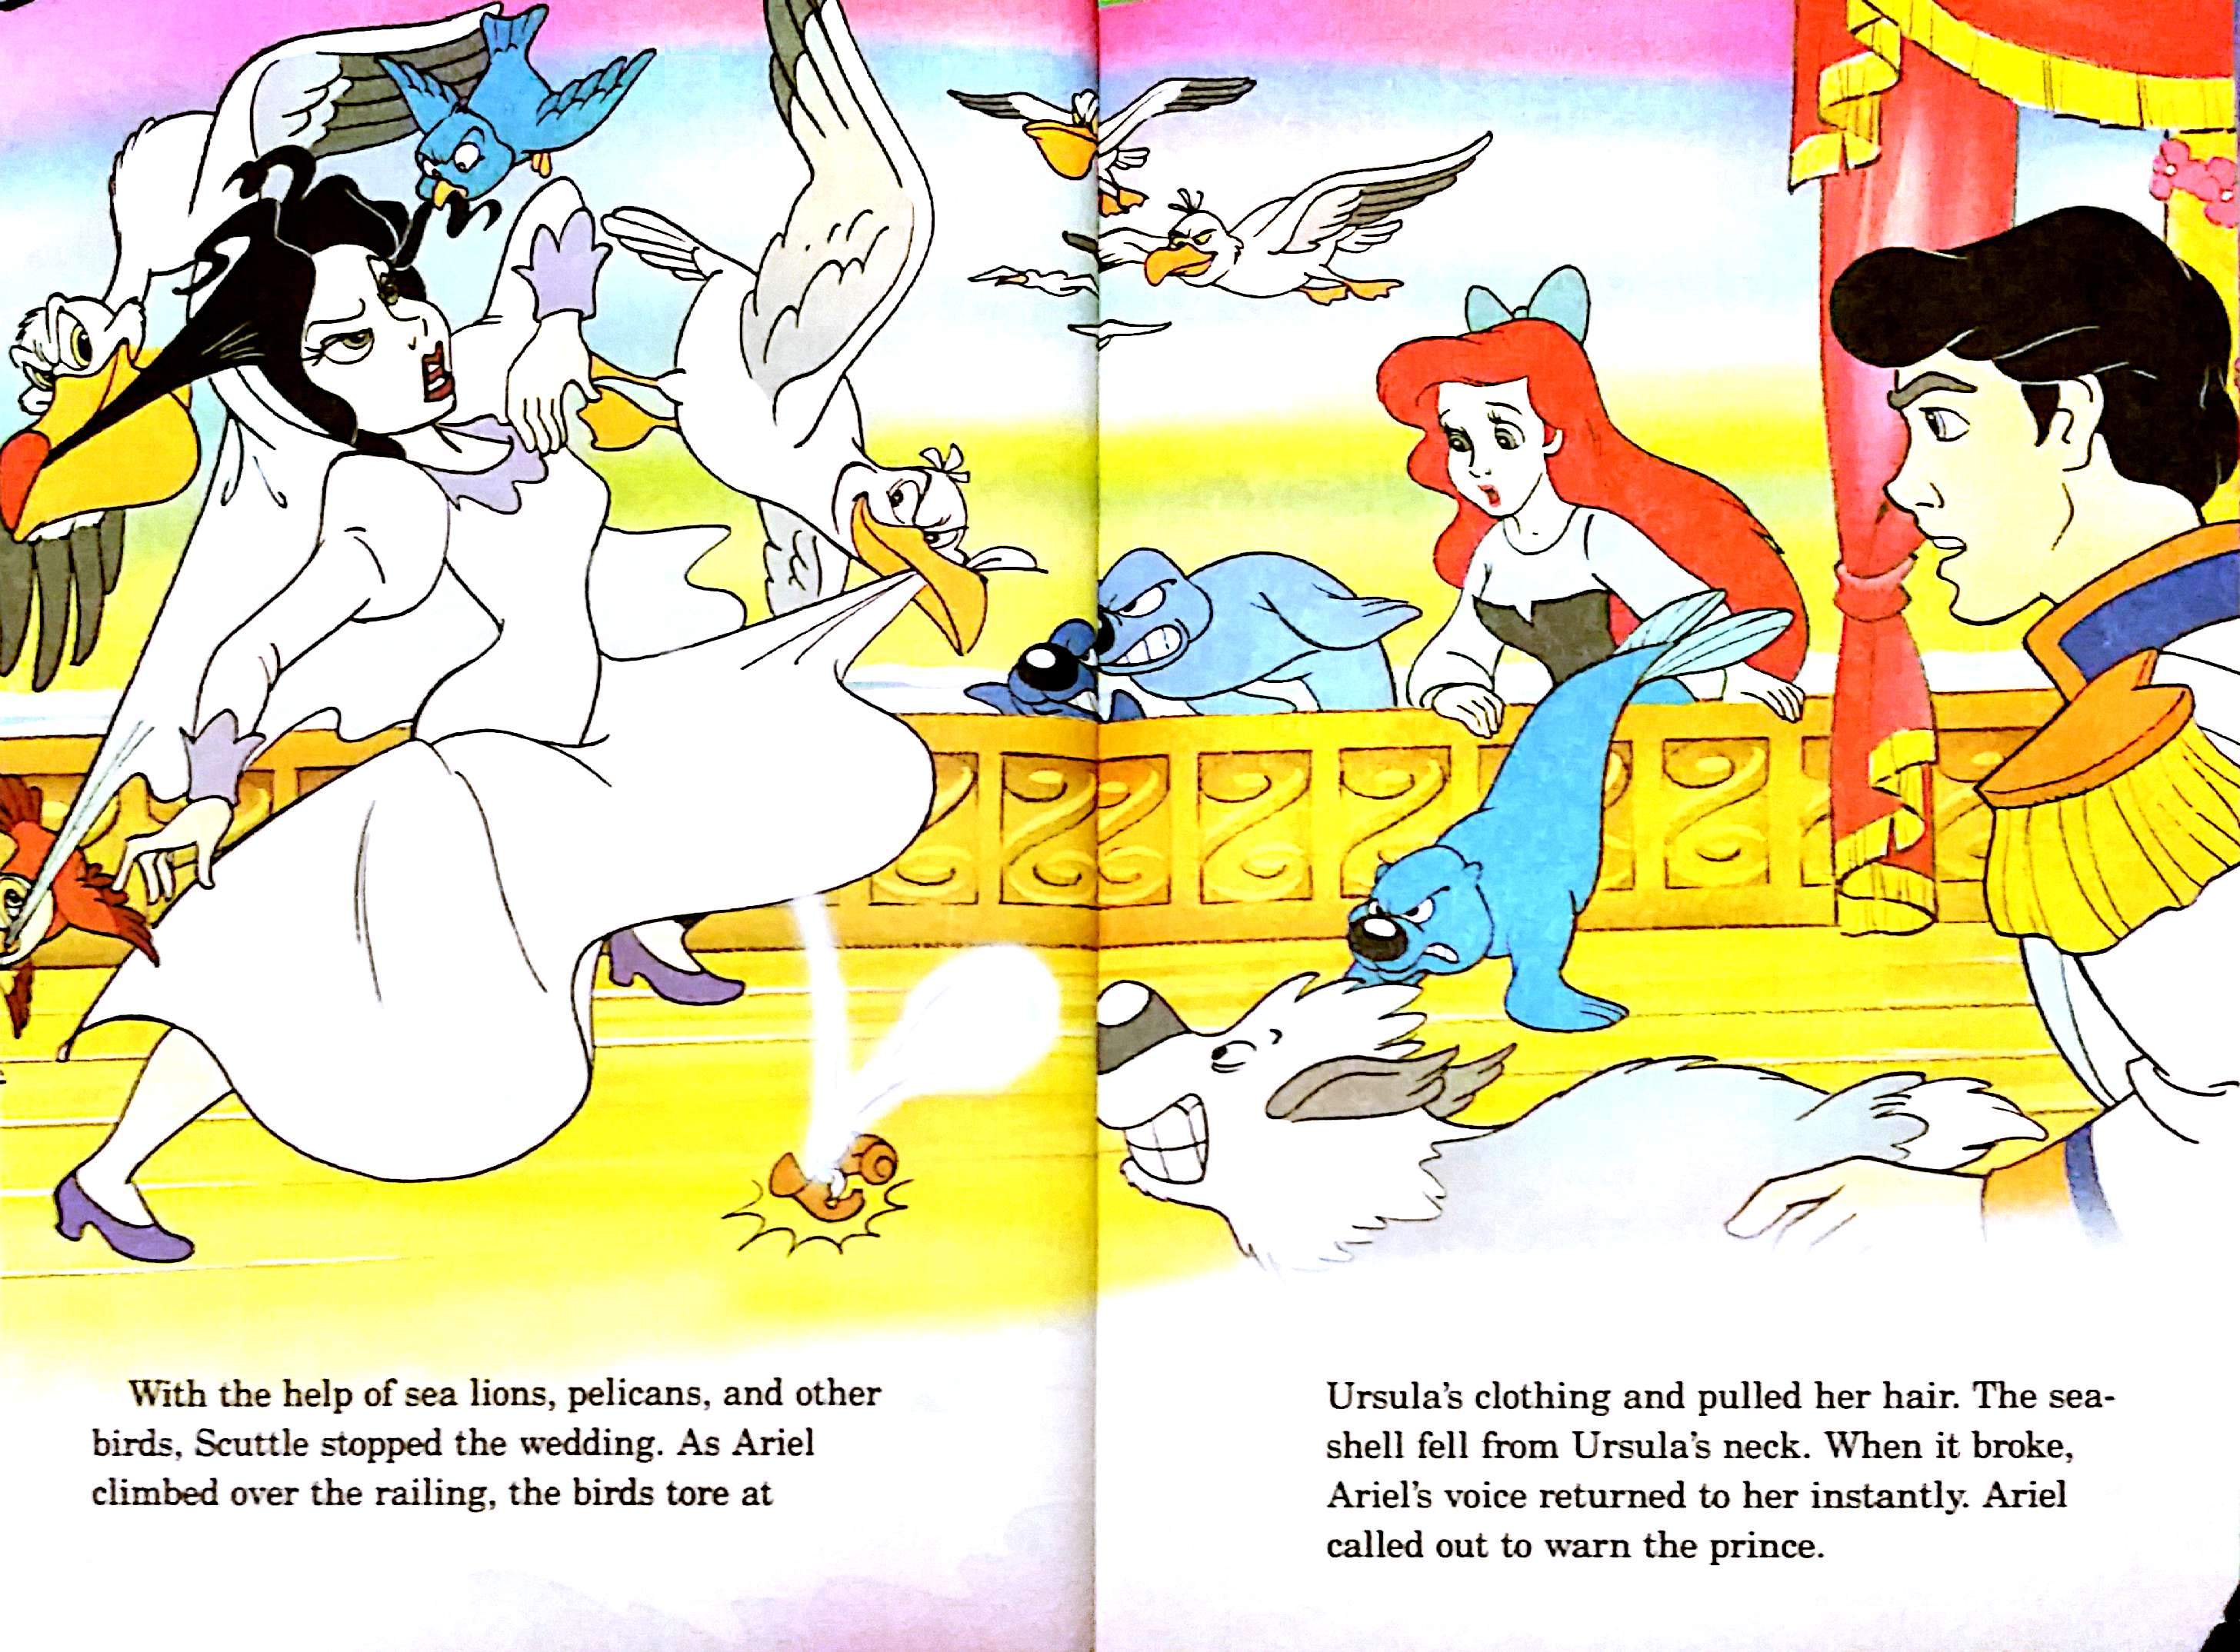 With the help of sea lions, pelicans, and other
birds, Scuttle stopped the wedding. As Ariel
climbed over the railing, the birds tore at
Ursula's clothing and pulled her hair. The sea-
shell fell from Ursula's neck. When it broke,
Ariel's voice returned to her instantly. Ariel
called out to warn the prince.